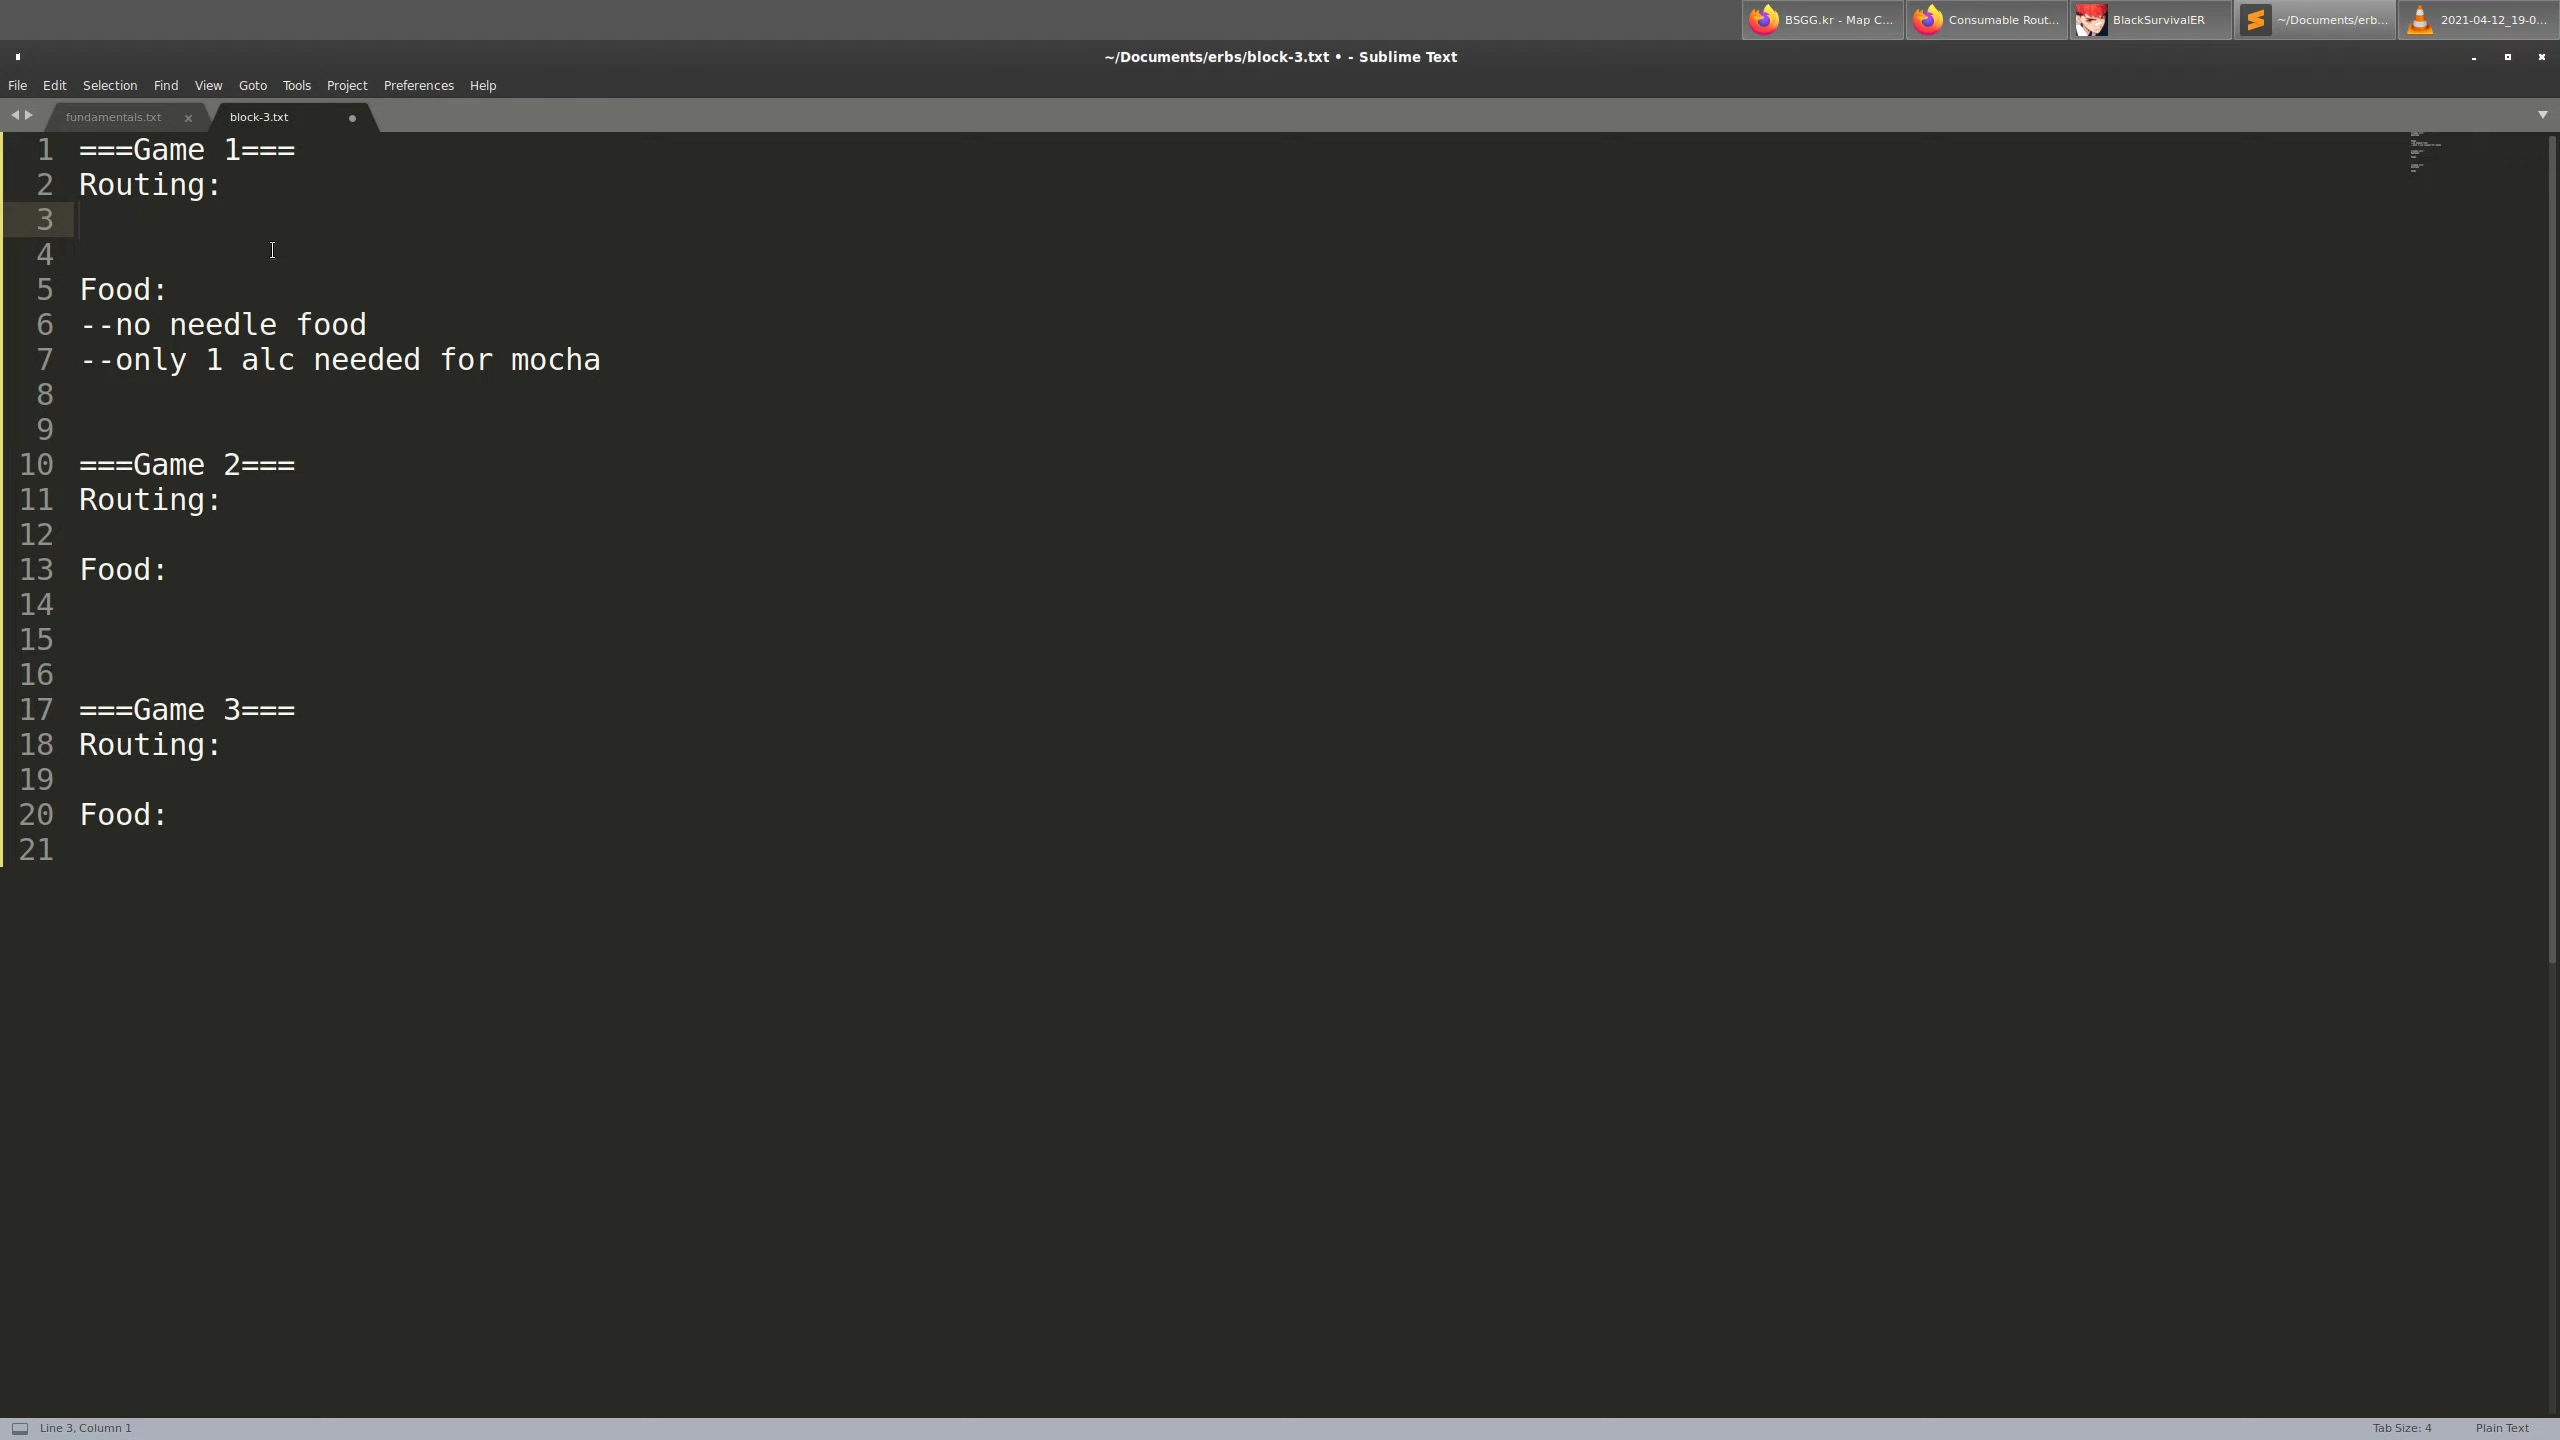 BSGG.kr - Map C...
Consumable Rout...
BlackSurvivalER
~/Documents/erb...
2021-04-12_19-0...
~/Documents/erbs/block-3.txt • - Sublime Text
File Edit Selection Find View Goto Tools Project Preferences Help
fundamentals.txt
block-3.txt
1 ===Game 1===
2 Routing:
3
4
5 Food:
6 --no needle food
7 --only 1 alc needed for mocha
8
9
10 ===Game 2===
11 Routing:
12
13 Food:
14
15
16
17 ===Game 3===
18 Routing:
19
20 Food:
21
Line 3, Column 1
Tab Size: 4
Plain Text